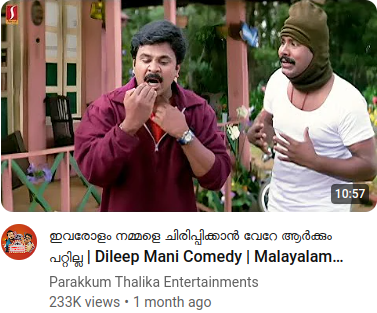 S
10:57
ഇവരോളം നമ്മളെ ചിരിപ്പിക്കാൻ വേറേ ആർക്കും
പറ്റില്ല | Dileep Mani Comedy | Malayalam...
Parakkum Thalika Entertainments
233K views • 1 month ago